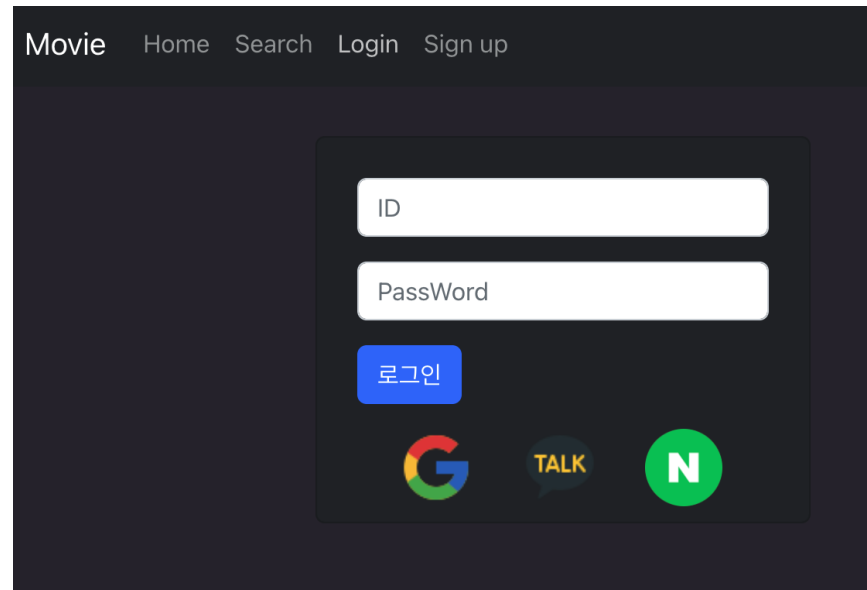 Movie Home Search Login Sign up
ID
PassWord
로그인
G TALK N